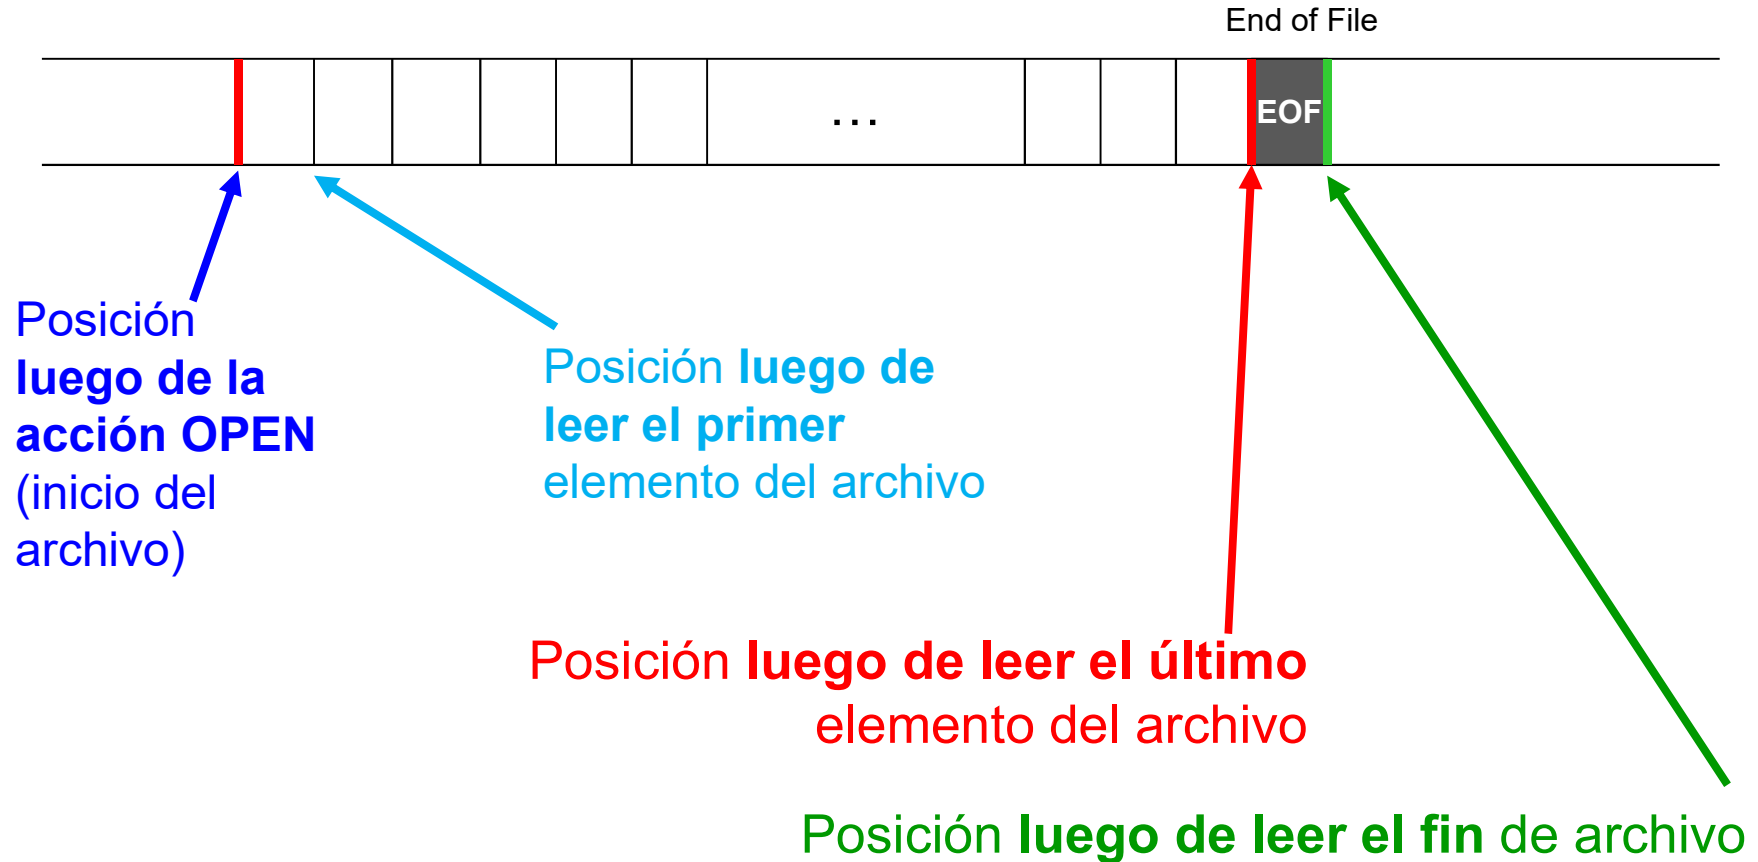 End of File
...
EOF
Posición
luego de la
acción OPEN
(inicio del
archivo)
Posición luego de
leer el primer
elemento del archivo
Posición luego de leer el último
elemento del archivo
Posición luego de leer el fin de archivo